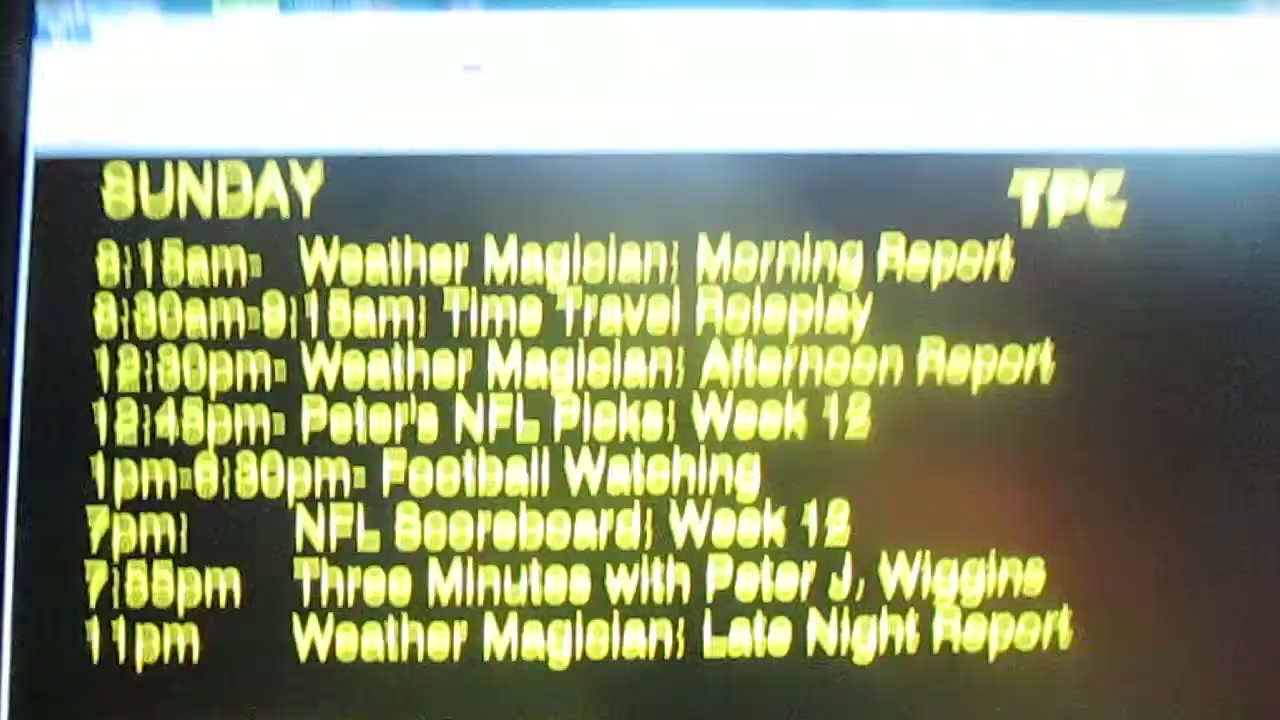 SUNDAY TPC
8:15am- Weather Magician: Morning Report
8:30am-9:15am: Time Travel Roleplay
12:30pm- Weather Magician: Afternoon Report
12:45pm- Peter's NFL Picks: Week 12
1pm-6:30pm- Football Watching
7pm: NFL Scoreboard: Week 12
7:55pm Three Minutes with Peter J. Wiggins
11pm Weather Magician: Late Night Report